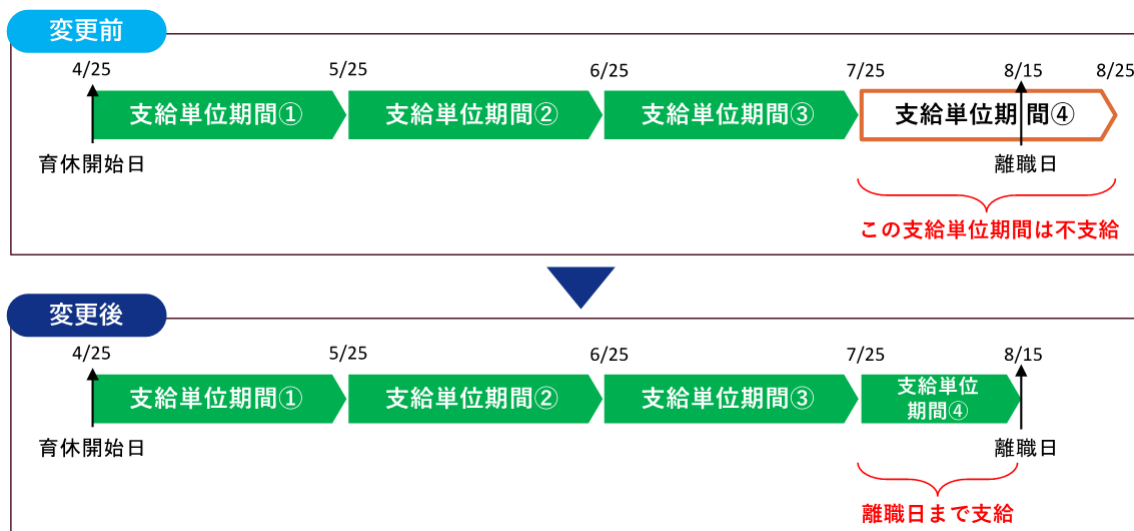 変更前
4/25 5/25 6/25 7/25 8/15 8/25
支給単位期間① 支給単位期間② 支給単位期間③ 支給単位期間④
育休開始日 離職日
この支給単位期間は不支給
変更後
4/25 5/25 6/25 7/25 8/15
支給単位期間① 支給単位期間② 支給単位期間③ 支給単位
期間④
育休開始日 離職日
離職日まで支給